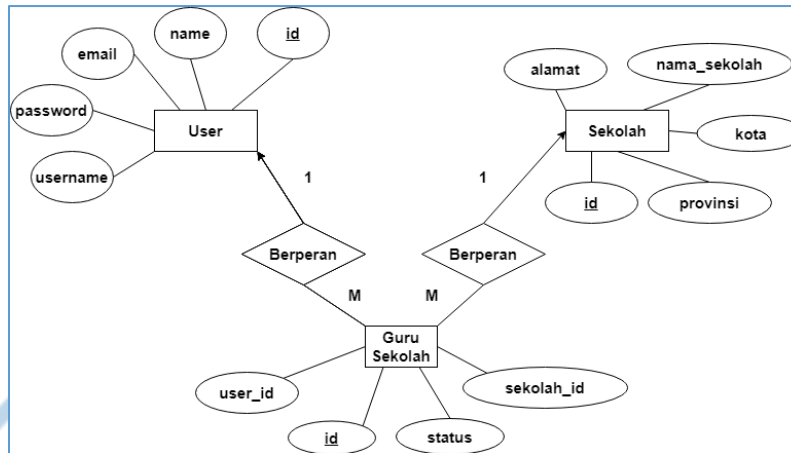 name
id
email
password
username
User
alamat
nama_sekolah
Sekolah
kota
id
provinsi
1
1
Berperan
Berperan
M
M
Guru
Sekolah
user_id
sekolah_id
id
status